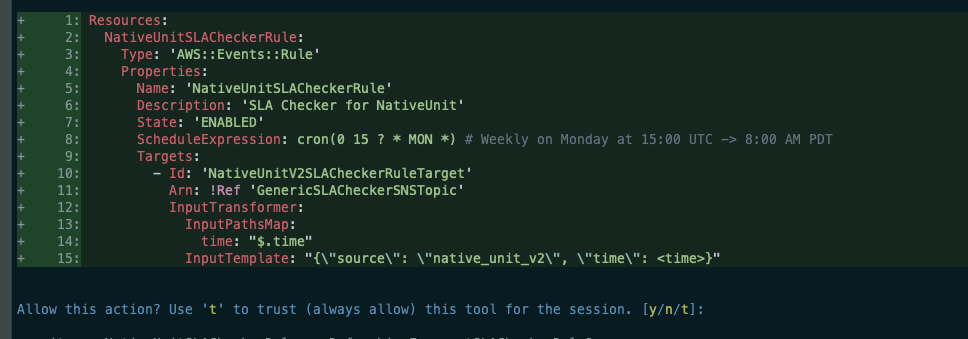 + 1: Resources:
+ 2: NativeUnitSLACheckerRule:
+ 3: Type: 'AWS::Events::Rule'
+ 4: Properties:
+ 5: Name: 'NativeUnitSLACheckerRule'
+ 6: Description: 'SLA Checker for NativeUnit'
+ 7: State: 'ENABLED'
+ 8: ScheduleExpression: cron(0 15 ? * MON *) # Weekly on Monday at 15:00 UTC -> 8:00 AM PDT
+ 9: Targets:
+ 10: - Id: 'NativeUnitV2SLACheckerRuleTarget'
+ 11: Arn: !Ref 'GenericSLACheckerSNSTopic'
+ 12: InputTransformer:
+ 13: InputPathsMap:
+ 14: time: "$.time"
+ 15: InputTemplate: "{\"source\": \"native_unit_v2\", \"time\": <time>}"
Allow this action? Use 't' to trust (always allow) this tool for the session. [y/n/t]: